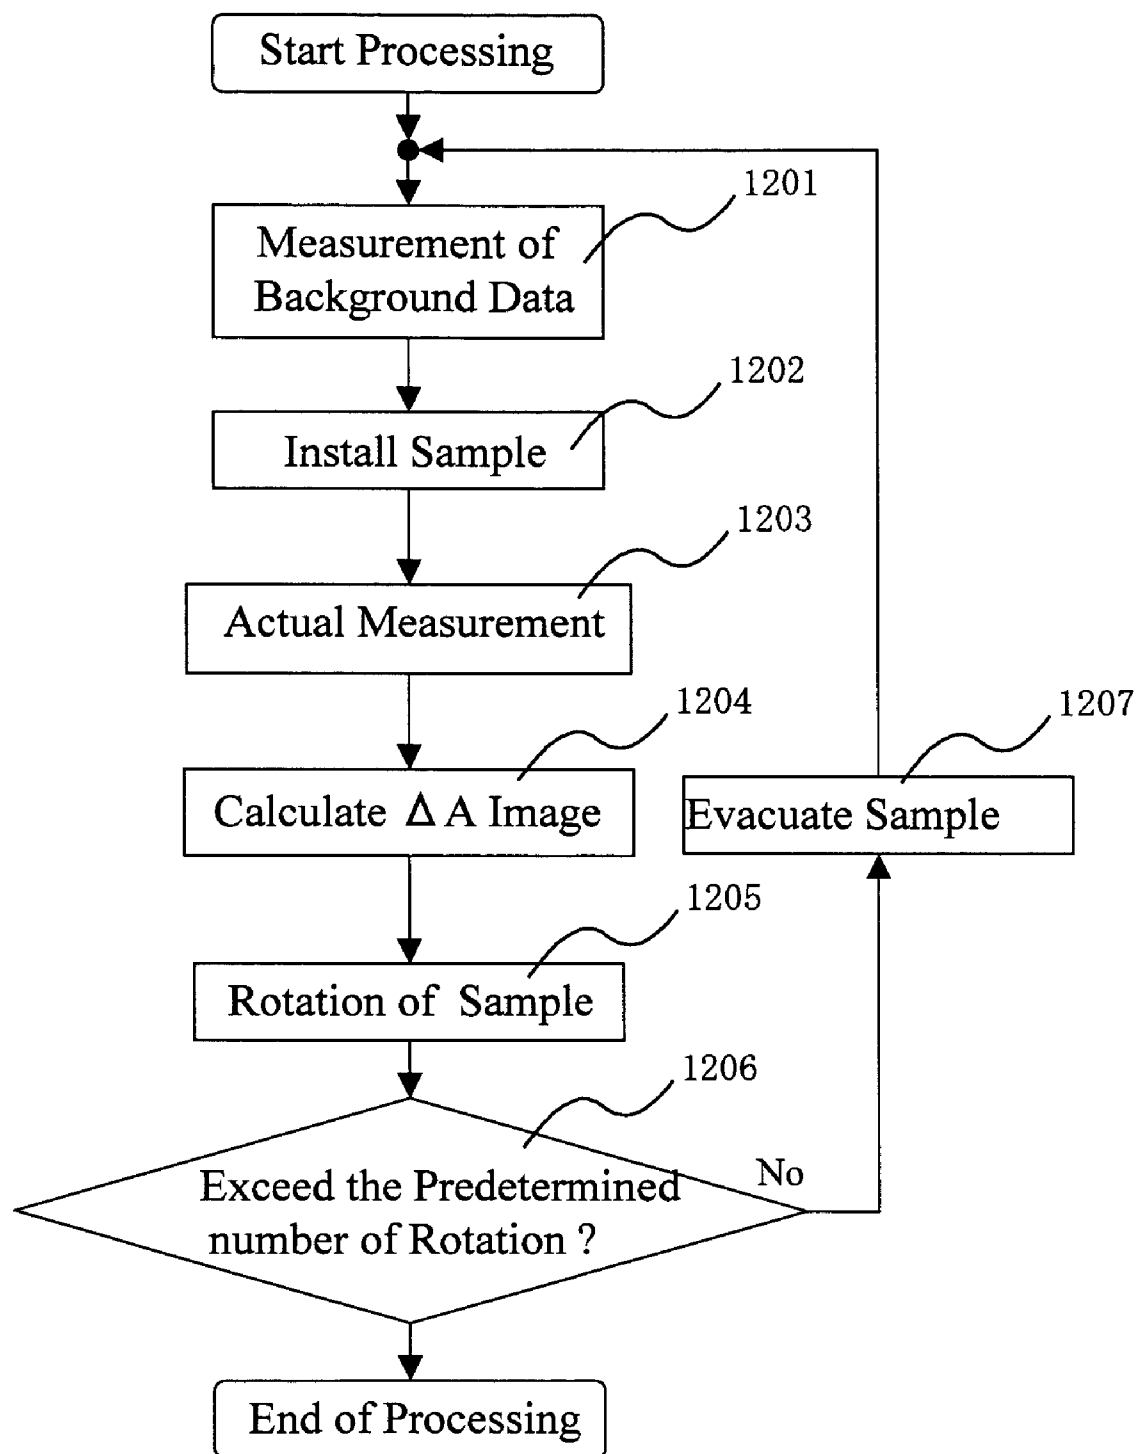 Start Processing
1201
Measurement of
Background Data
1202
Install Sample
1203
Actual Measurement
1204
Calculate Δ A Image
1207
Evacuate Sample
1205
Rotation of Sample
1206
Exceed the Predetermined
number of Rotation ?
No
End of Processing